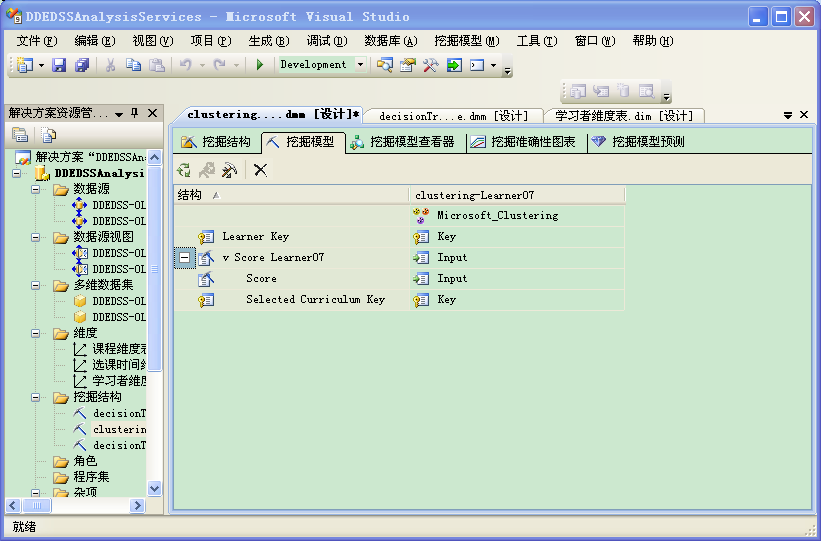 DDEDSSAnalysisServices - Microsoft Visual Studio
文件(F) 编辑(E) 视图(V) 项目(P) 生成(B) 调试(D) 数据库(A) 挖掘模型(M) 工具(T) 窗口(W) 帮助(H)
Development
解决方案资源管...
clustering....dmm [设计]* decisionTr...e.dmm [设计] 学习者维度表.dim [设计]
挖掘结构 挖掘模型 挖掘模型查看器 挖掘准确性图表 挖掘模型预测
解决方案 “DDEDSSAn
DDEDSSAnalysi
数据源
DDEDSS-OL
DDEDSS-OL
数据源视图
DDEDSS-OL
DDEDSS-OL
多维数据集
DDEDSS-OL
DDEDSS-OL
维度
课程维度表
选课时间维
学习者维度
挖掘结构
decisionT
clusterin
decisionT
角色
程序集
杂项
结构 clustering-Learner07
Microsoft_Clustering
Learner Key Key
v Score Learner07 Input
Score Input
Selected Curriculum Key Key
就绪